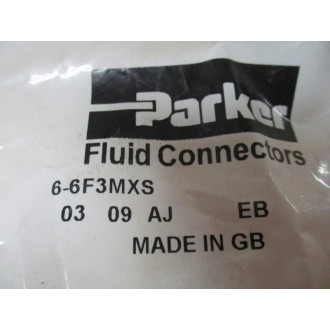 Parker
Fluid Connectors
6-6F3MXS
03 09 AJ EB
MADE IN GB